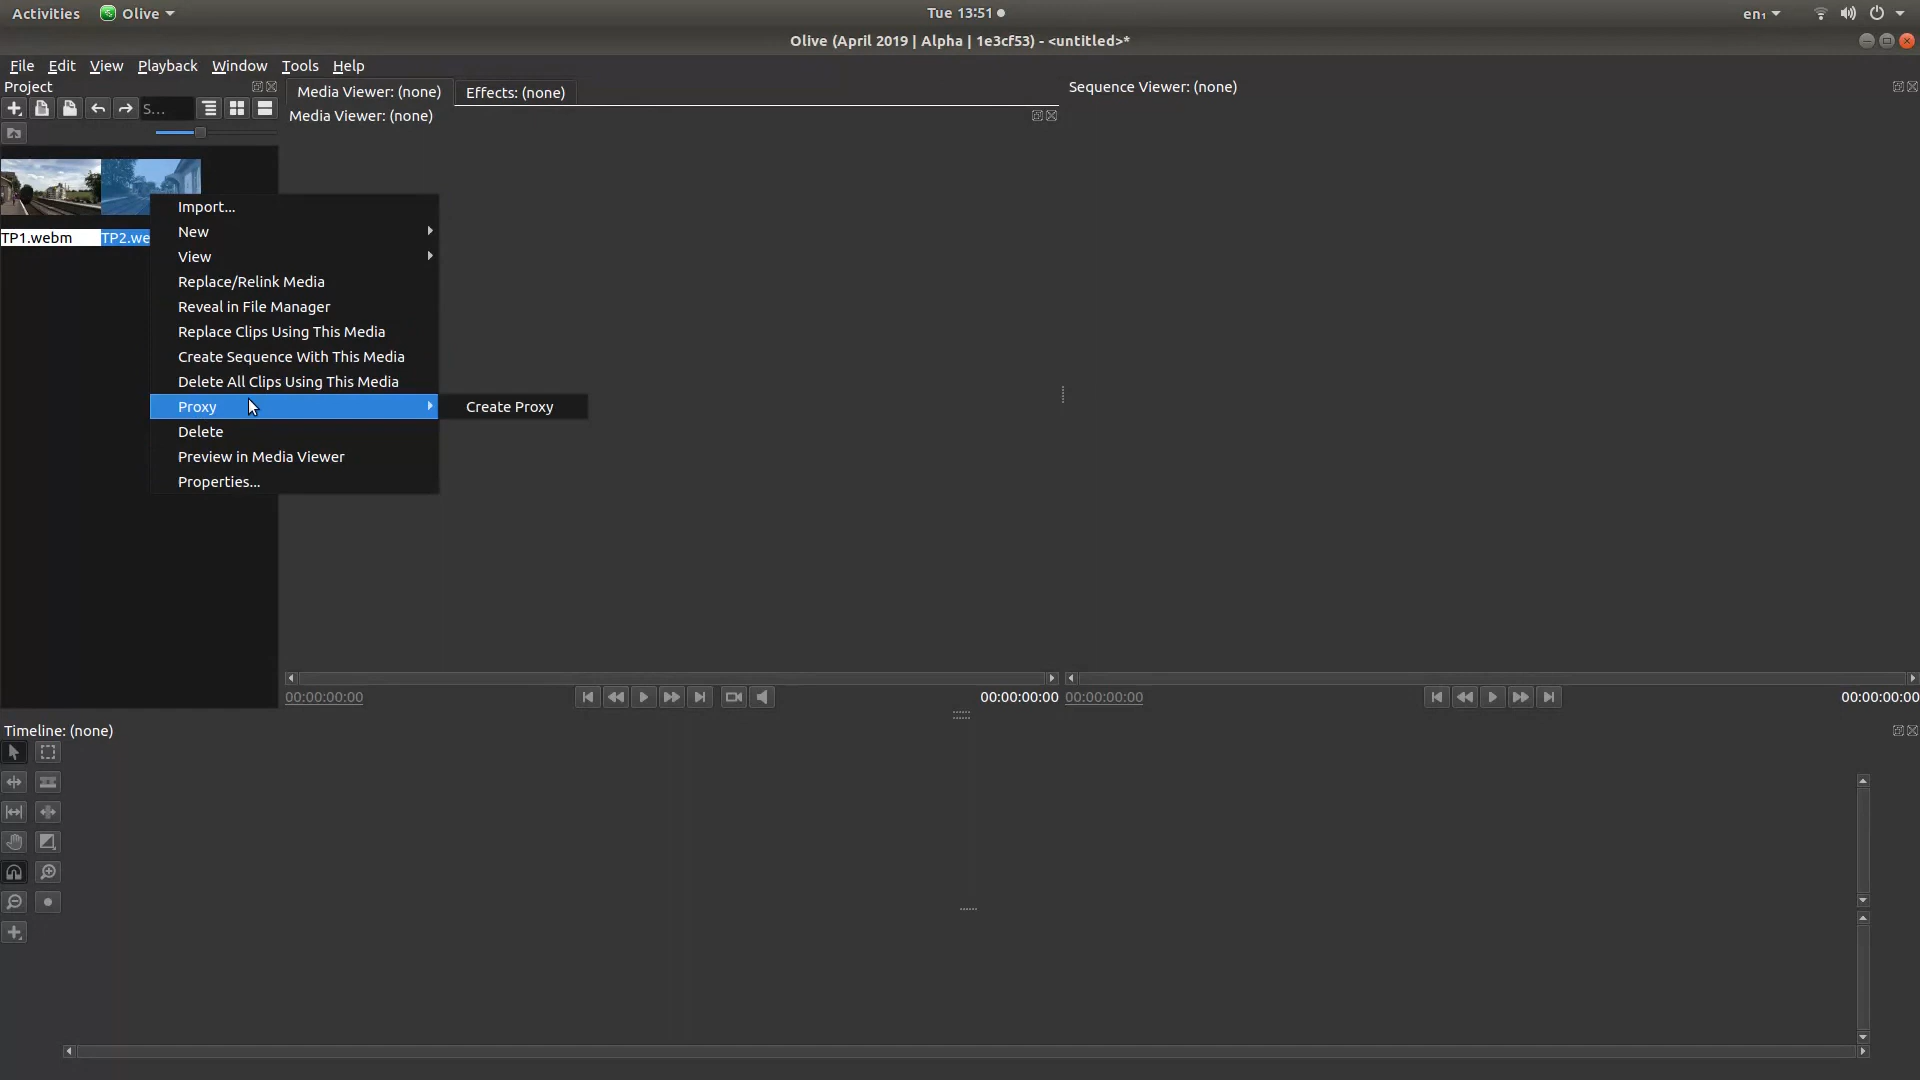 Activities Olive Tue 13:51 en₁
Olive (April 2019 | Alpha | 1e3cf53) - <untitled>*
File Edit View Playback Window Tools Help
Project
S...
Media Viewer: (none) Effects: (none)
Media Viewer: (none)
Sequence Viewer: (none)
TP1.webm TP2.we
Import...
New
View
Replace/Relink Media
Reveal in File Manager
Replace Clips Using This Media
Create Sequence With This Media
Delete All Clips Using This Media
Proxy Create Proxy
Delete
Preview in Media Viewer
Properties...
00:00:00:00 00:00:00:00 00:00:00:00 00:00:00:00
Timeline: (none)